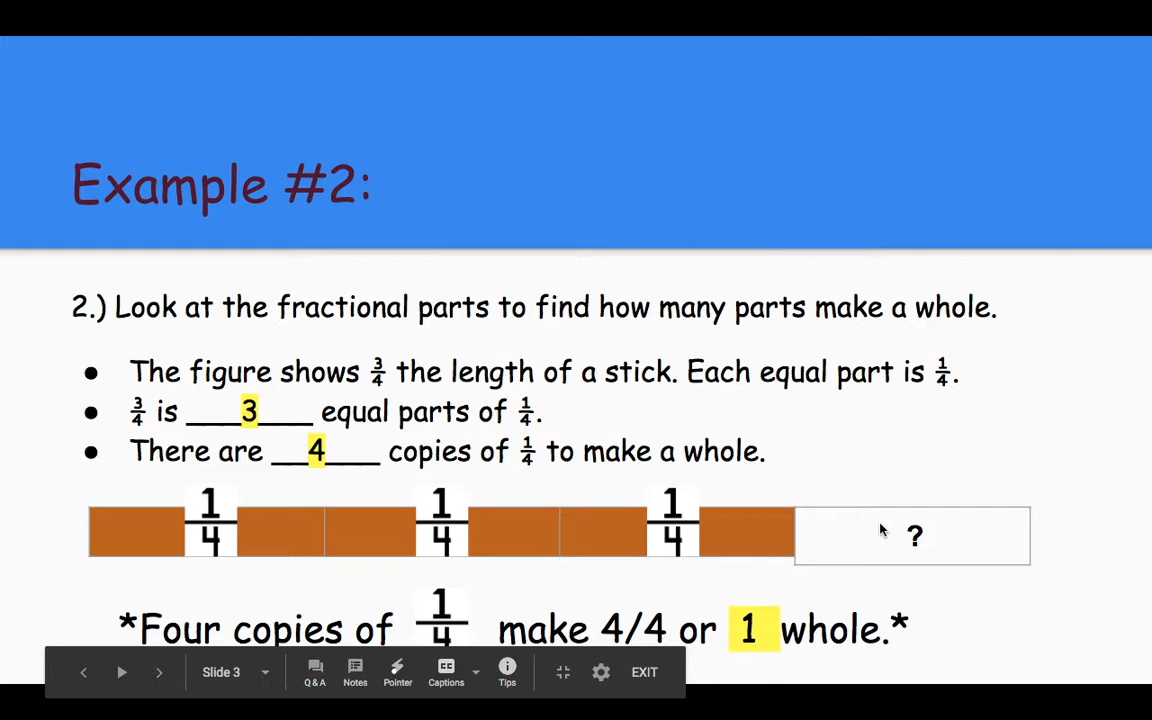 Example #2:
2.) Look at the fractional parts to find how many parts make a whole.
● The figure shows 3/4 the length of a stick. Each equal part is 1/4.
● 3/4 is ___3___ equal parts of 1/4.
● There are __4___ copies of 1/4 to make a whole.
1/4 1/4 1/4 ?
*Four copies of 1/4 make 4/4 or 1 whole.*
Slide 3 Q&A Notes Pointer CC Captions Tips EXIT